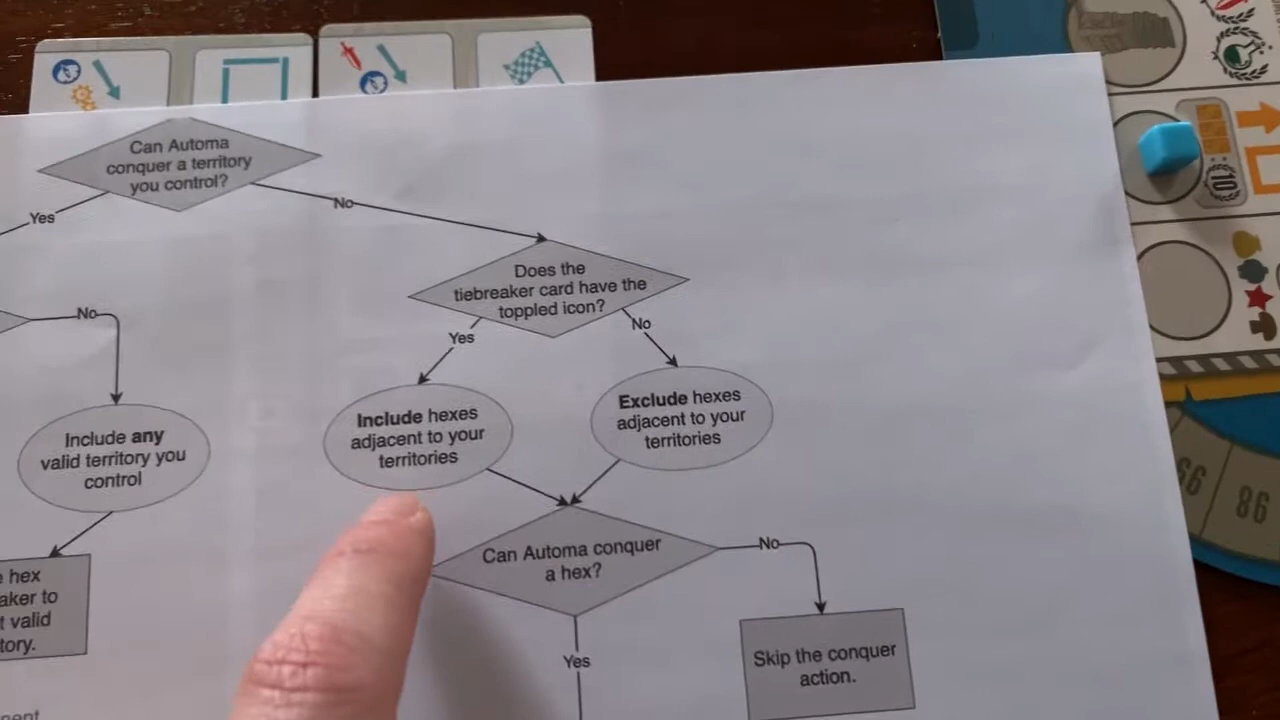 Can Automa
conquer a territory
you control?
Yes
No
Does the
tiebreaker card have the
toppled icon?
No
Yes
No
Include any
valid territory you
control
Include hexes
adjacent to your
territories
Exclude hexes
adjacent to your
territories
Can Automa conquer
a hex?
No
hex
aker to
t valid
tory.
Yes
Skip the conquer
action.
10
66
86